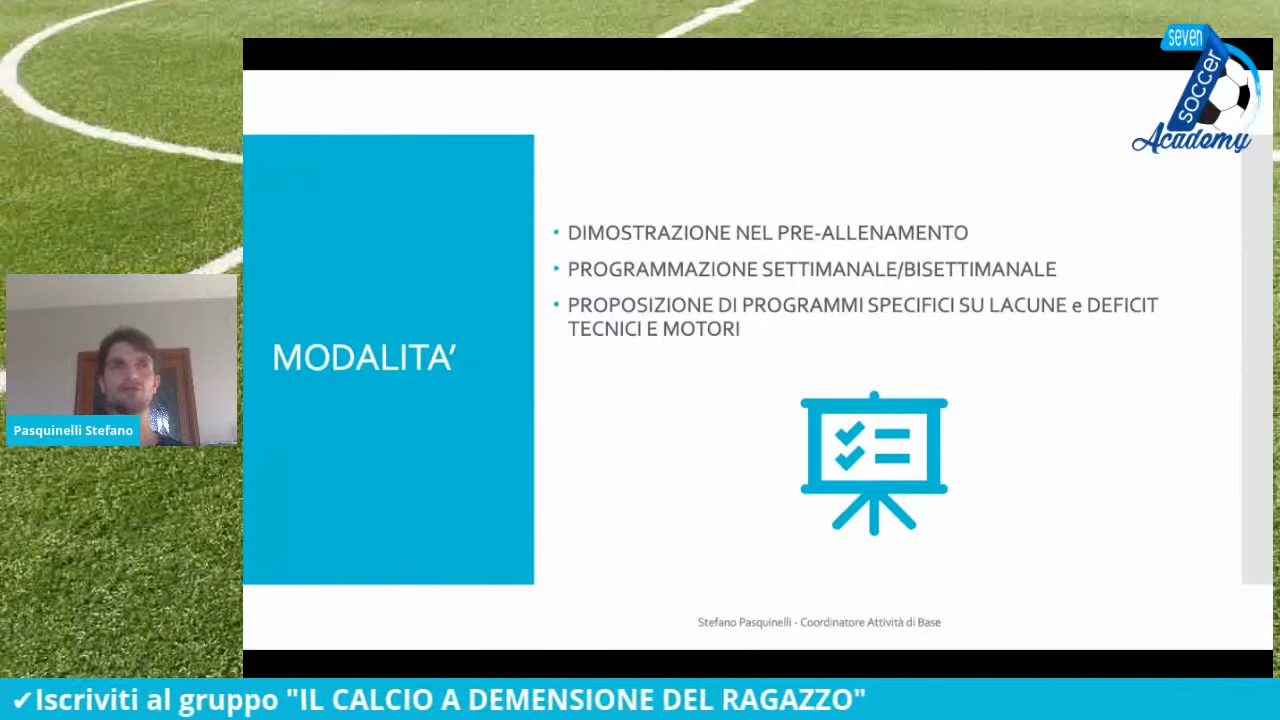 seven
SOCCER
Academy
• DIMOSTRAZIONE NEL PRE-ALLENAMENTO
• PROGRAMMAZIONE SETTIMANALE/BISETTIMANALE
• PROPOSIZIONE DI PROGRAMMI SPECIFICI SU LACUNE e DEFICIT
TECNICI E MOTORI
MODALITA’
Pasquinelli Stefano
Stefano Pasquinelli - Coordinatore Attività di Base
✔Iscriviti al gruppo "IL CALCIO A DEMENSIONE DEL RAGAZZO"